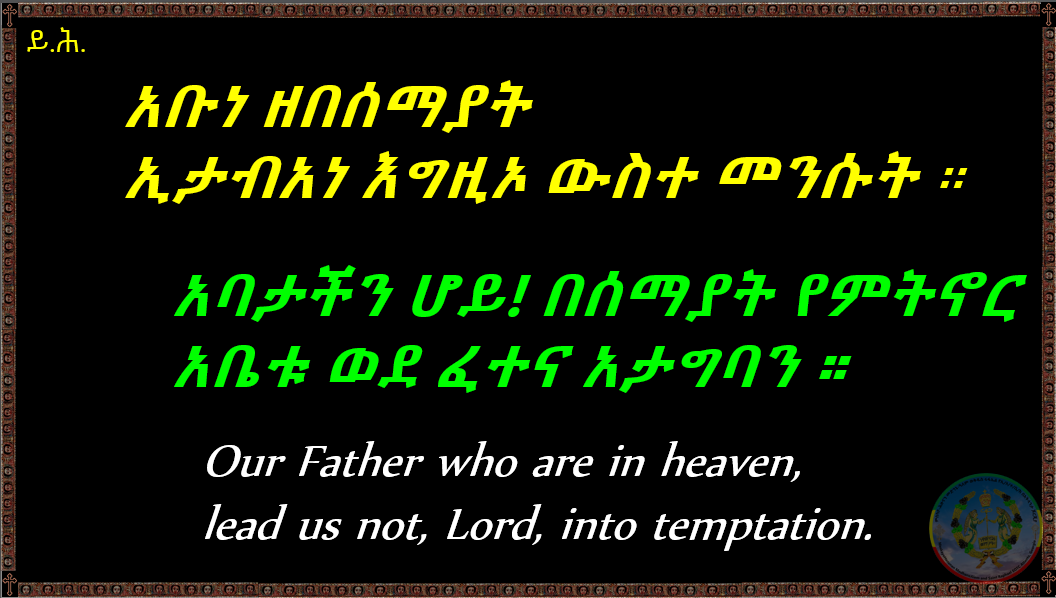 ይ.ሕ.
አቡነ ዘበሰማያት
ኢታብአነ እግዚኦ ውስተ መንሱት ።
አባታችን ሆይ! በሰማያት የምትኖር
አቤቱ ወደ ፈተና አታግባን ።
Our Father who are in heaven,
lead us not, Lord, into temptation.